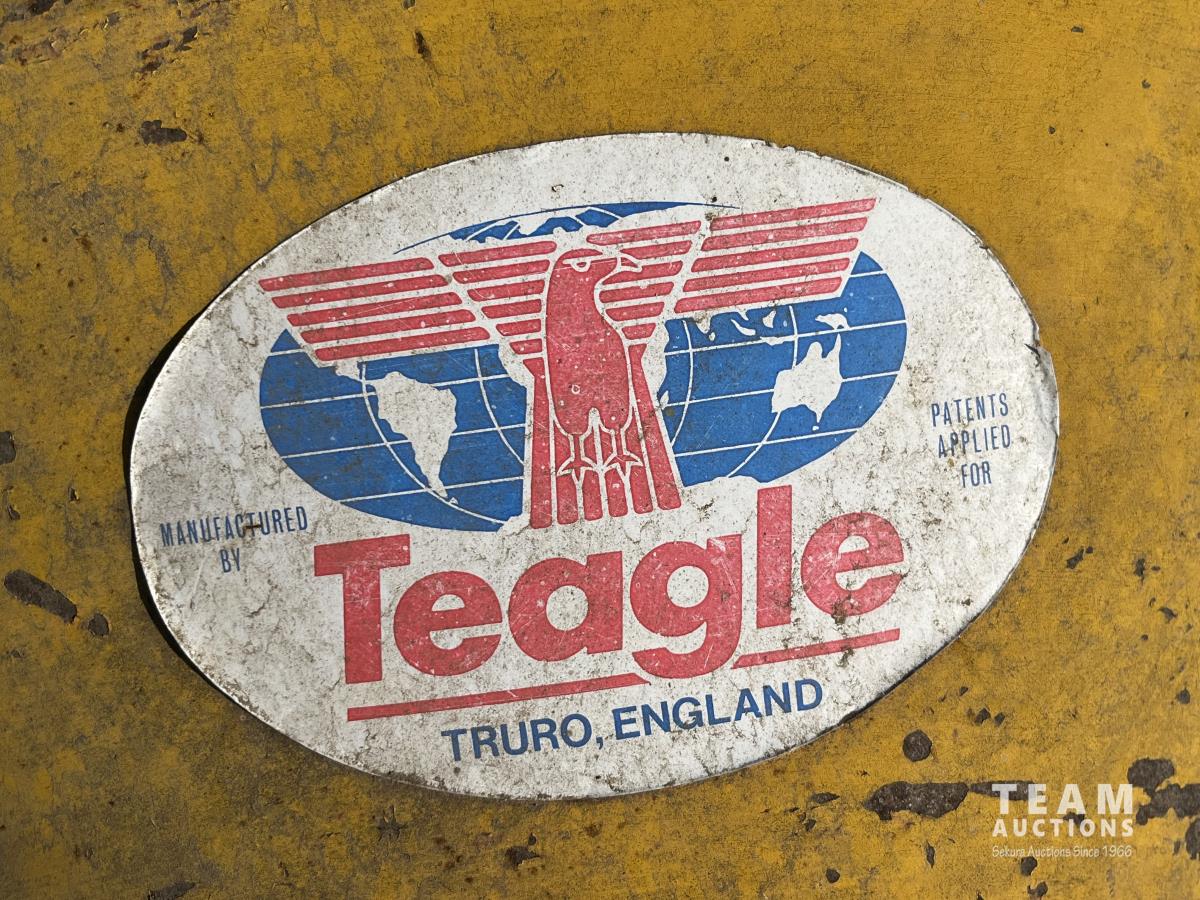 PATENTS
APPLIED
FOR
MANUFACTURED
BY
Teagle
TRURO, ENGLAND
TEAM
AUCTIONS
Sekura Auctions Since 1966